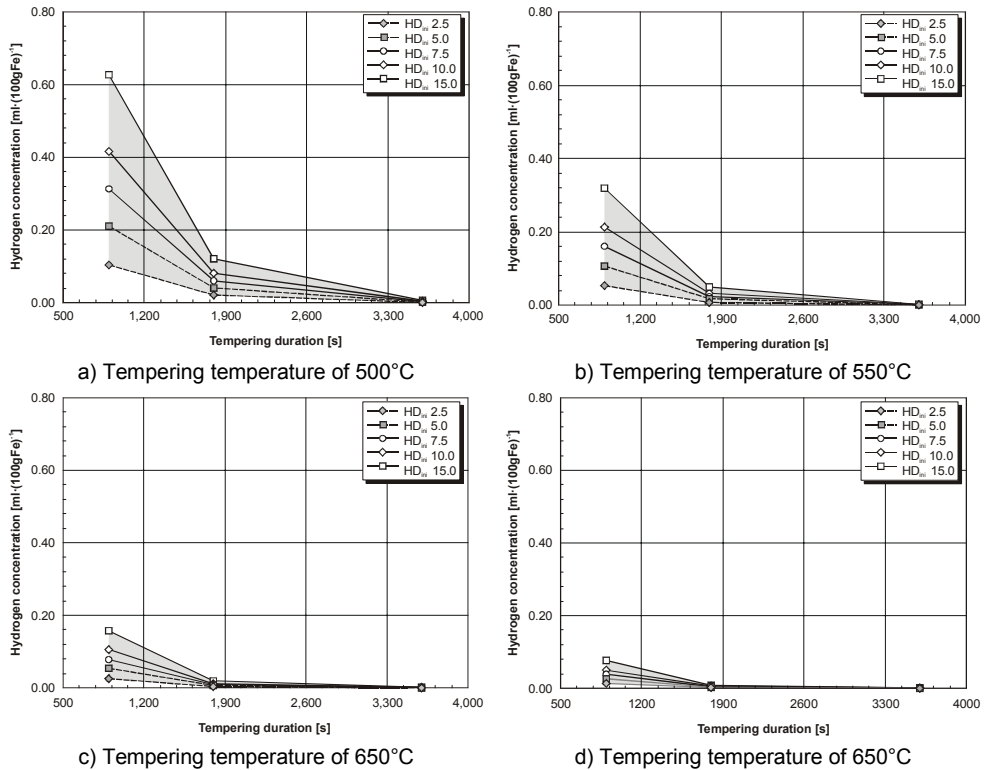 Hydrogen concentration [ml·(100gFe)⁻¹]
0.80
0.60
0.40
0.20
0.00
500
1,200
1,900
2,600
3,300
4,000
Tempering duration [s]
HDini 2.5
HDini 5.0
HDini 7.5
HDini 10.0
HDini 15.0
a) Tempering temperature of 500°C
Hydrogen concentration [ml·(100gFe)⁻¹]
0.80
0.60
0.40
0.20
0.00
500
1,200
1,900
2,600
3,300
4,000
Tempering duration [s]
HDini 2.5
HDini 5.0
HDini 7.5
HDini 10.0
HDini 15.0
b) Tempering temperature of 550°C
Hydrogen concentration [ml·(100gFe)⁻¹]
0.80
0.60
0.40
0.20
0.00
500
1,200
1,900
2,600
3,300
4,000
Tempering duration [s]
HDini 2.5
HDini 5.0
HDini 7.5
HDini 10.0
HDini 15.0
c) Tempering temperature of 650°C
Hydrogen concentration [ml·(100gFe)⁻¹]
0.80
0.60
0.40
0.20
0.00
500
1200
1900
2600
3300
4000
Tempering duration [s]
HDini 2.5
HDini 5.0
HDini 7.5
HDini 10.0
HDini 15.0
d) Tempering temperature of 650°C